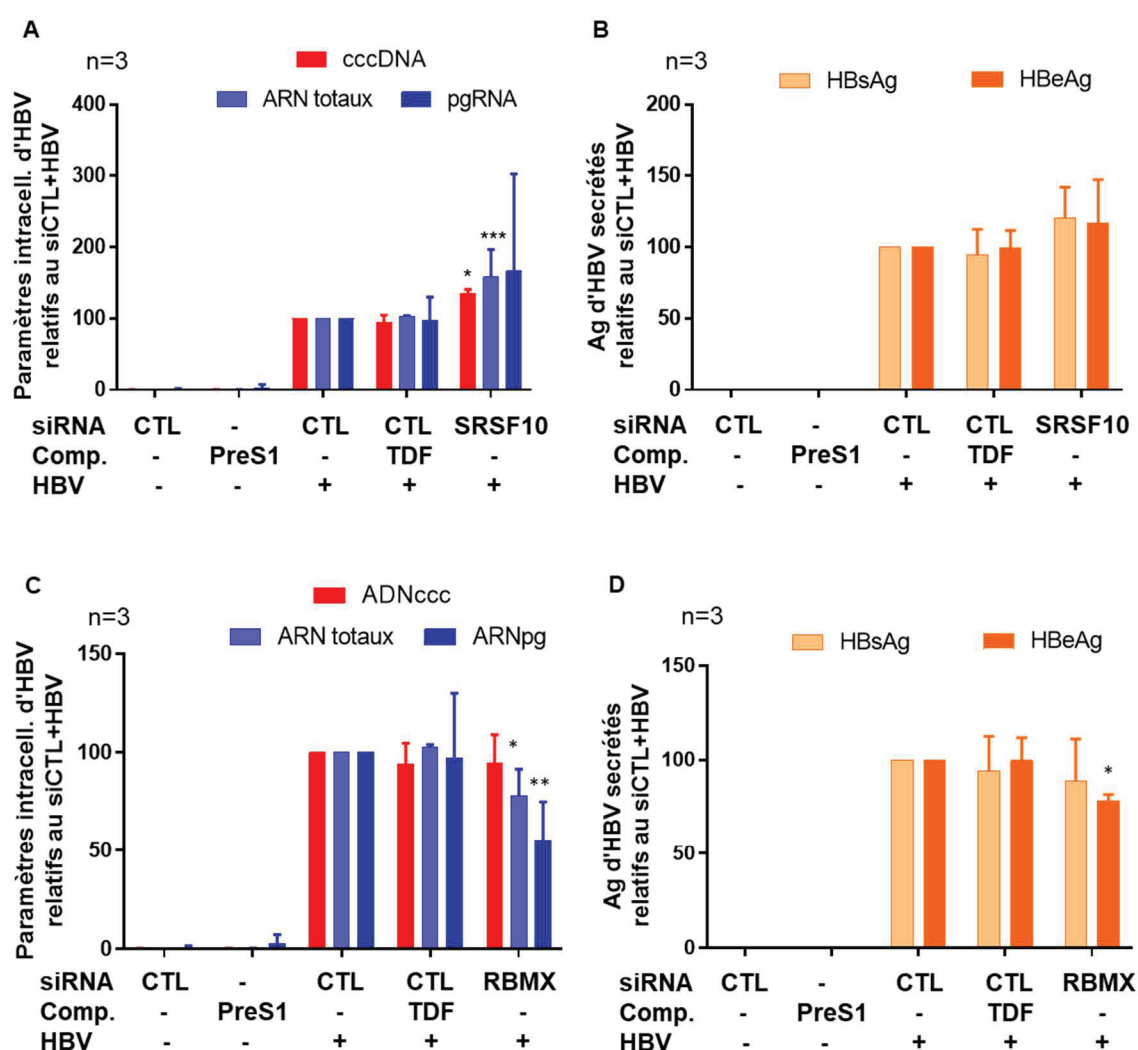 A
n=3
cccDNA
ARN totaux
pgRNA
Paramètres intracell. d'HBV
relatifs au siCTL+HBV
400
300
200
100
0
*
***
siRNA CTL - CTL CTL SRSF10
Comp. - PreS1 - TDF -
HBV - - + + +
B
n=3
HBsAg
HBeAg
Ag d'HBV secrétés
relatifs au siCTL+HBV
200
150
100
50
0
siRNA CTL - CTL CTL SRSF10
Comp. - PreS1 - TDF -
HBV - - + + +
C
n=3
ADNccc
ARN totaux
ARNpg
Paramètres intracell. d'HBV
relatifs au siCTL+HBV
150
100
50
0
*
**
siRNA CTL - CTL CTL RBMX
Comp. - PreS1 - TDF -
HBV - - + + +
D
n=3
HBsAg
HBeAg
Ag d'HBV secrétés
relatifs au siCTL+HBV
150
100
50
0
*
siRNA CTL - CTL CTL RBMX
Comp. - PreS1 - TDF -
HBV - - + + +